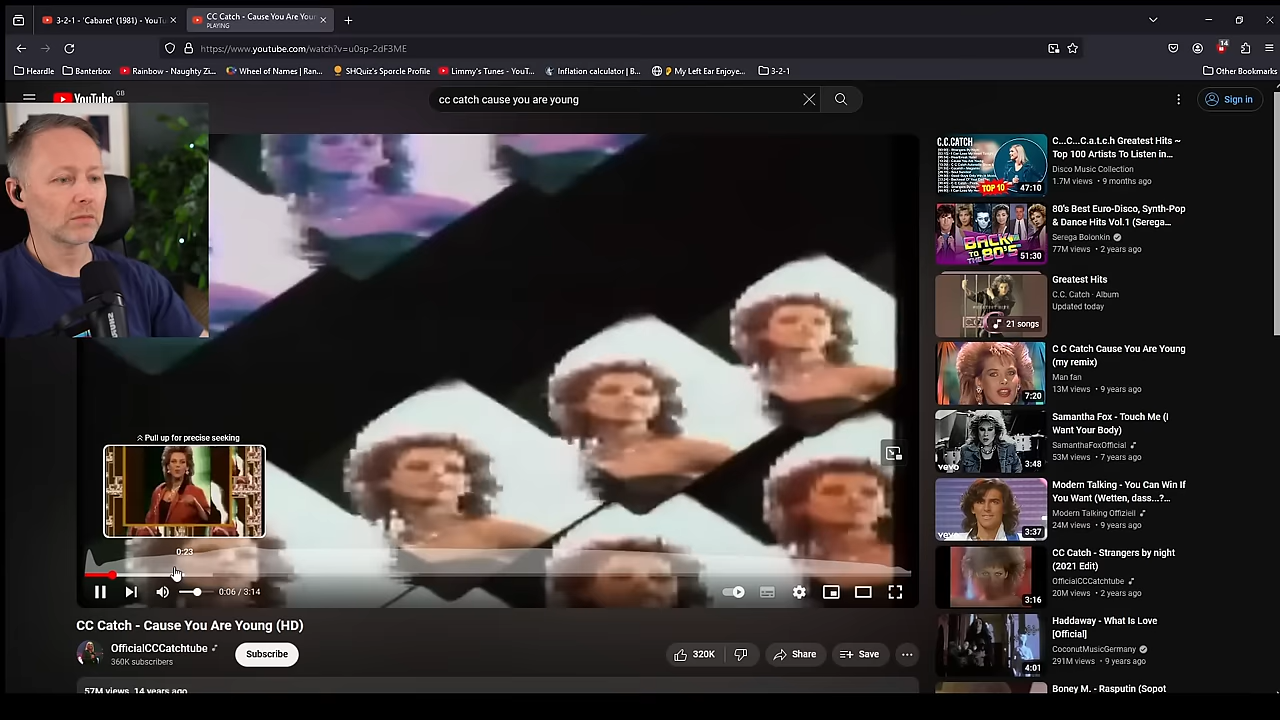 3-2-1 - 'Cabaret' (1981) - YouTu
CC Catch - Cause You Are Your
PLAYING
https://www.youtube.com/watch?v=u0sp-2dF3ME
14
Heardle
Banterbox
Rainbow - Naughty Zi...
Wheel of Names | Ran...
SHQuiz's Sporcle Profile
Limmy's Tunes - YouT...
Inflation calculator | B...
My Left Ear Enjoye...
3-2-1
Other Bookmarks
YouTube GB
cc catch cause you are young
Sign in
C.C.CATCH
TOP 10
47:10
C...C...a.t.c.h Greatest Hits ~
Top 100 Artists To Listen in...
Disco Music Collection
1.7M views • 9 months ago
BACK
TO THE 80'S
51:30
80's Best Euro-Disco, Synth-Pop
& Dance Hits Vol.1 (Serega...
Serega Bolonkin
77M views • 2 years ago
21 songs
Greatest Hits
C.C. Catch · Album
Updated today
7:20
C C Catch Cause You Are Young
(my remix)
Man fan
13M views • 9 years ago
vevo
3:48
Samantha Fox - Touch Me (I
Want Your Body)
SamanthaFoxOfficial
53M views • 7 years ago
vevo
3:37
Modern Talking - You Can Win If
You Want (Wetten, dass...?...
Modern Talking Offiziell
24M views • 9 years ago
3:16
CC Catch - Strangers by night
(2021 Edit)
OfficialCCCatchtube
20M views • 2 years ago
4:01
Haddaway - What Is Love
[Official]
CoconutMusicGermany
291M views • 9 years ago
Boney M. - Rasputin (Sopot
Pull up for precise seeking
0:23
0:06 / 3:14
CC Catch - Cause You Are Young (HD)
OfficialCCCatchtube
360K subscribers
Subscribe
320K
Share
Save
57M views 14 years ago